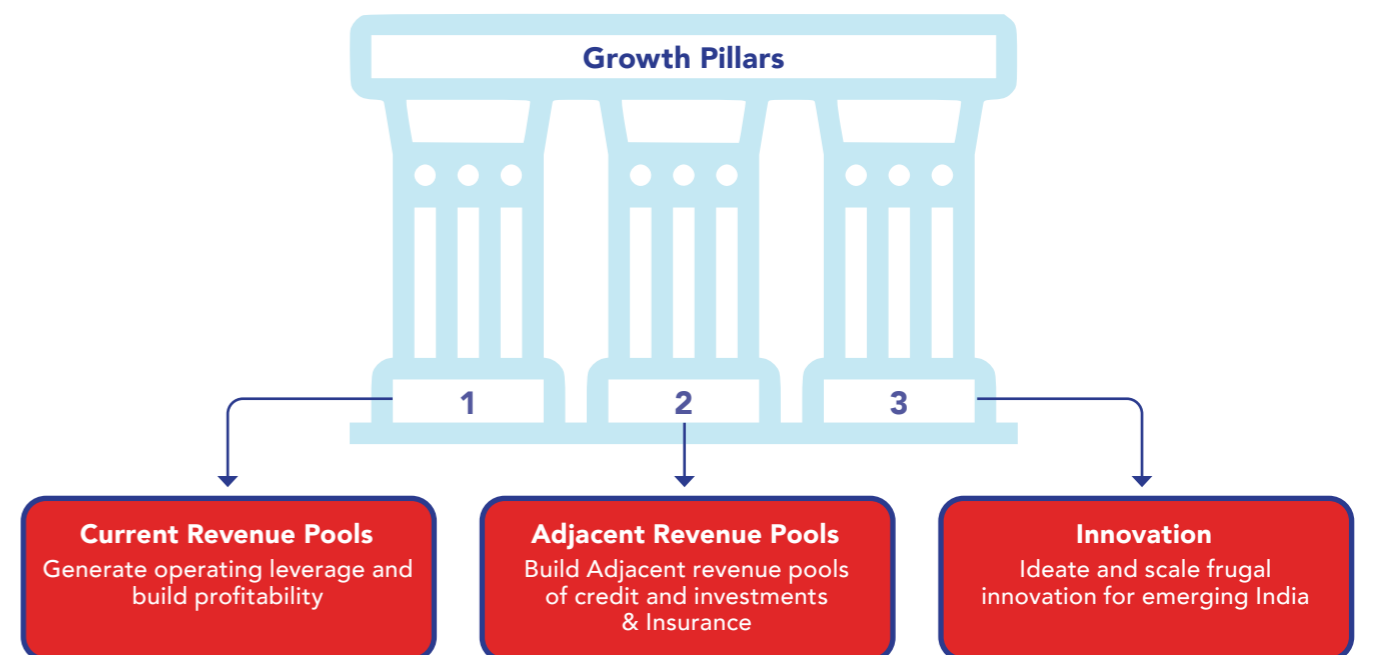 Growth Pillars
1
2
3
Current Revenue Pools
Generate operating leverage and
build profitability
Adjacent Revenue Pools
Build Adjacent revenue pools
of credit and investments
& Insurance
Innovation
Ideate and scale frugal
innovation for emerging India